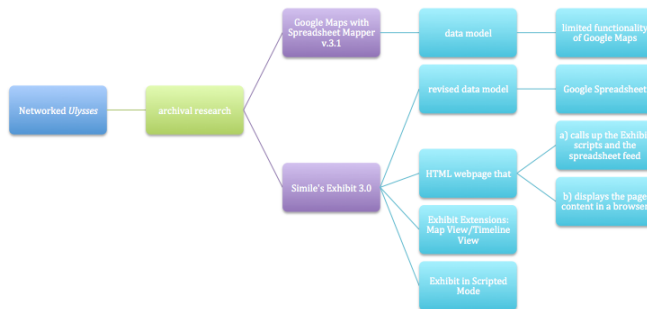 Google Maps with
Spreadsheet Mapper
v.3.1
data model
limited functionality
of Google Maps
Networked Ulysses
archival research
revised data model
Google Spreadsheet
Simile's Exhibit 3.0
HTML webpage that
a) calls up the Exhibit
scripts and the
spreadsheet feed
b) displays the page
content in a browser
Exhibit Extensions:
Map View/Timeline
View
Exhibit in Scripted
Mode